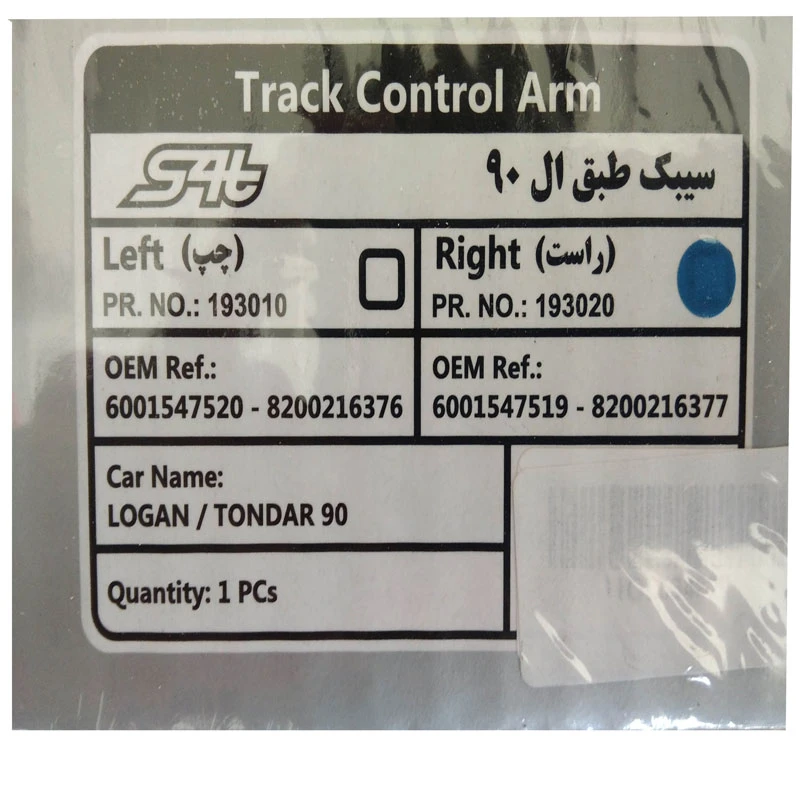 Track Control Arm
S4t
سیبک طبق ال ۹۰
Left (چپ)
PR. NO.: 193010
Right (راست)
PR. NO.: 193020
OEM Ref.:
6001547520 - 8200216376
OEM Ref.:
6001547519 - 8200216377
Car Name:
LOGAN / TONDAR 90
Quantity: 1 PCs